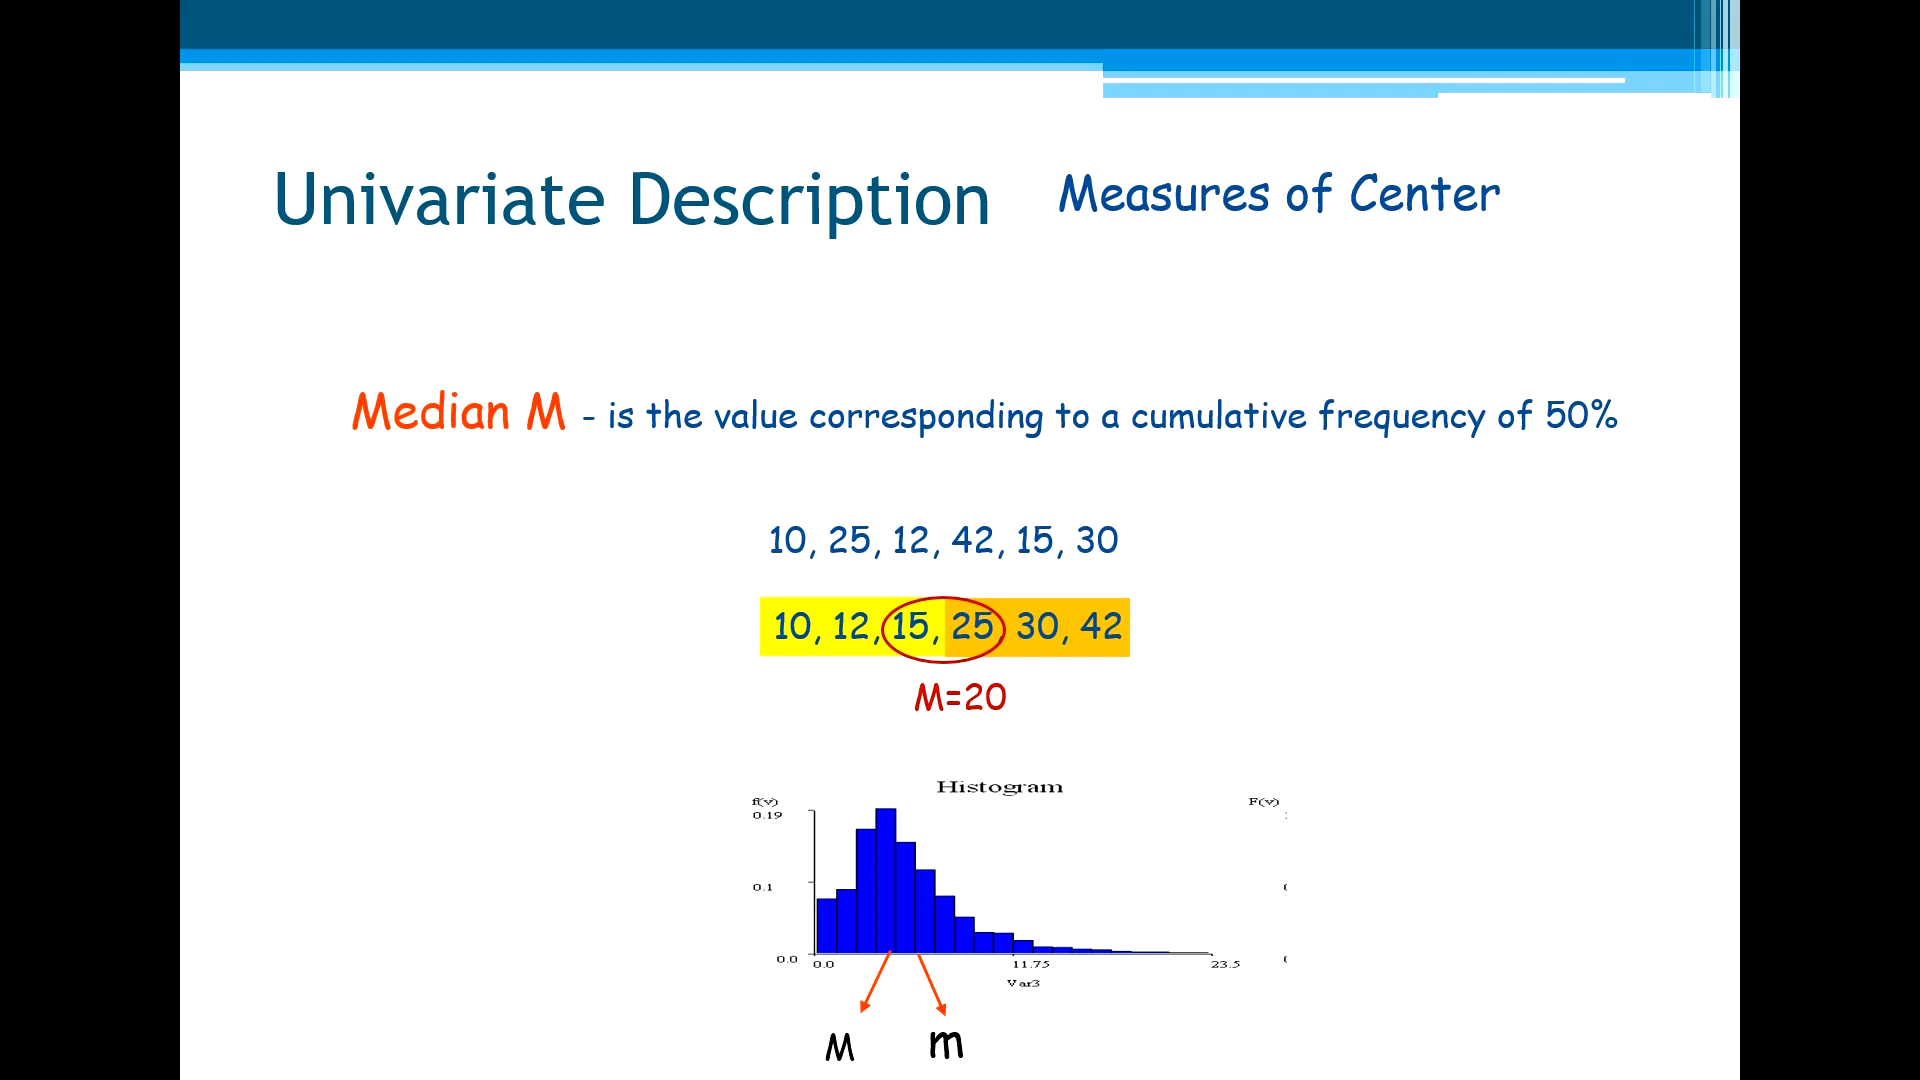 Univariate Description
Measures of Center
Median M - is the value corresponding to a cumulative frequency of 50%
10, 25, 12, 42, 15, 30
10, 12, 15, 25, 30, 42
M=20
Histogram
f(v)
F(v)
0.19
0.1
0.0
0.0
11.75
23.5
Var3
M
m